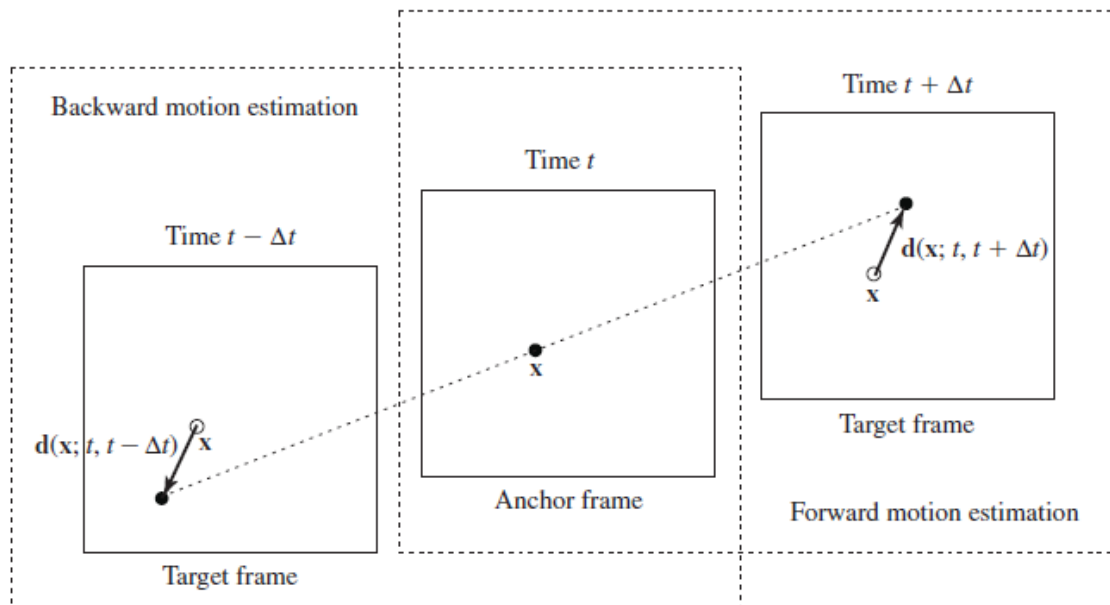 Backward motion estimation
Time t + Δt
Time t
d(x; t, t + Δt)
x
Time t − Δt
x
Target frame
d(x; t, t − Δt)
x
Anchor frame
Forward motion estimation
Target frame